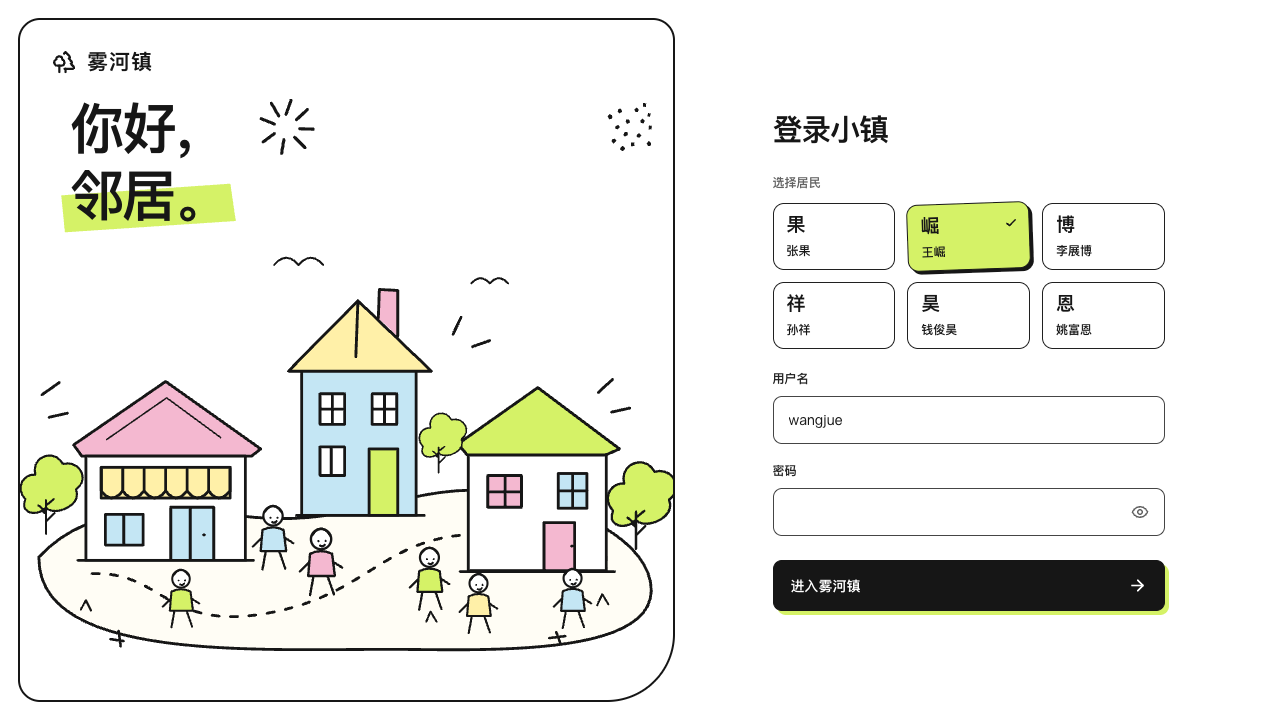 雾河镇
你好，
邻居。
登录小镇
选择居民
果
张果
崛
王崛
博
李展博
祥
孙祥
昊
钱俊昊
恩
姚富恩
用户名
wangjue
密码
进入雾河镇